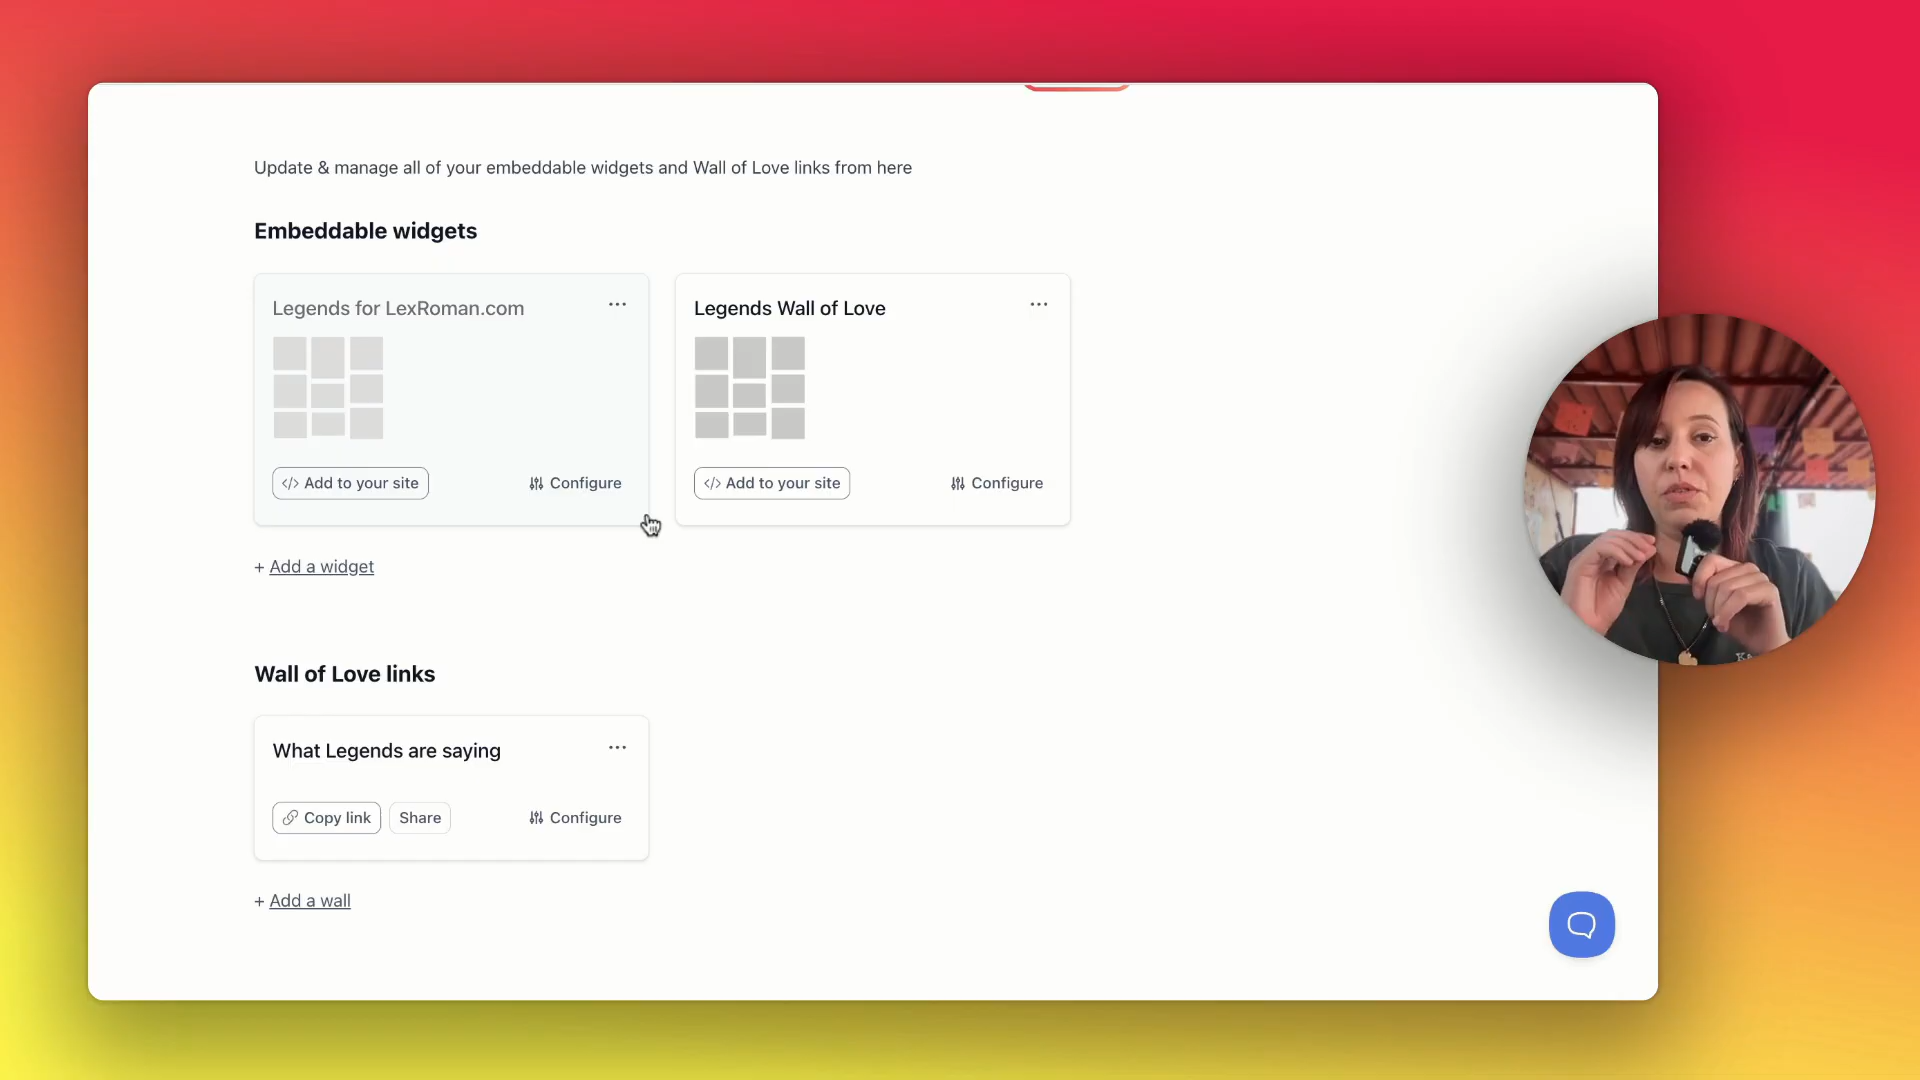 Update & manage all of your embeddable widgets and Wall of Love links from here
Embeddable widgets
Legends for LexRoman.com
Legends Wall of Love
Add to your site
Configure
Add to your site
Configure
+ Add a widget
Wall of Love links
What Legends are saying
Copy link
Share
Configure
+ Add a wall